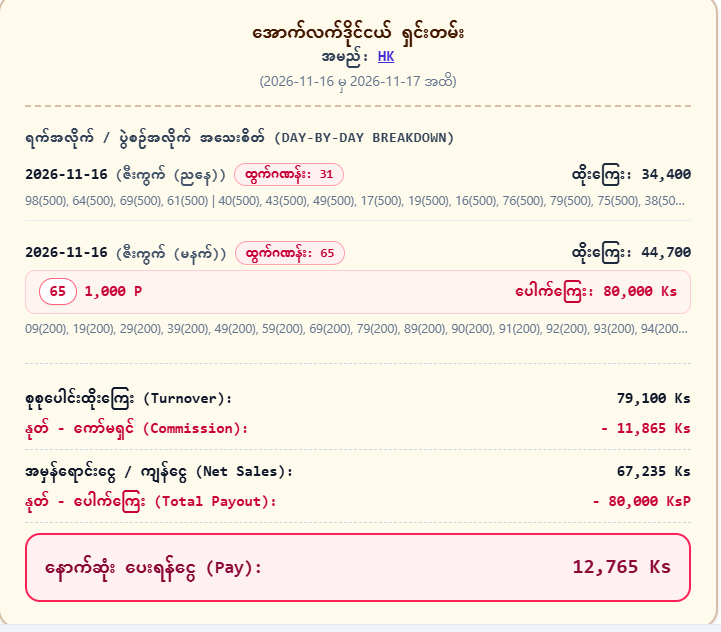 အောက်လက်ဒိုင်ငယ် ရှင်းတမ်း
အမည်: HK
(2026-11-16 မှ 2026-11-17 အထိ)
ရက်အလိုက် / ပွဲစဉ်အလိုက် အသေးစိတ် (DAY-BY-DAY BREAKDOWN)
2026-11-16 (ဇီးကွက် (ညနေ)) ထွက်ဂဏန်း: 31 ထိုးကြေး: 34,400
98(500), 64(500), 69(500), 61(500) | 40(500), 43(500), 49(500), 17(500), 19(500), 16(500), 76(500), 79(500), 75(500), 38(50...
2026-11-16 (ဇီးကွက် (မနက်)) ထွက်ဂဏန်း: 65 ထိုးကြေး: 44,700
65 1,000 P ပေါက်ကြေး: 80,000 Ks
09(200), 19(200), 29(200), 39(200), 49(200), 59(200), 69(200), 79(200), 89(200), 90(200), 91(200), 92(200), 93(200), 94(200...
စုစုပေါင်းထိုးကြေး (Turnover): 79,100 Ks
နုတ် - ကော်မရှင် (Commission): - 11,865 Ks
အမှန်ရောင်းငွေ / ကျန်ငွေ (Net Sales): 67,235 Ks
နုတ် - ပေါက်ကြေး (Total Payout): - 80,000 KsP
နောက်ဆုံး ပေးရန်ငွေ (Pay): 12,765 Ks